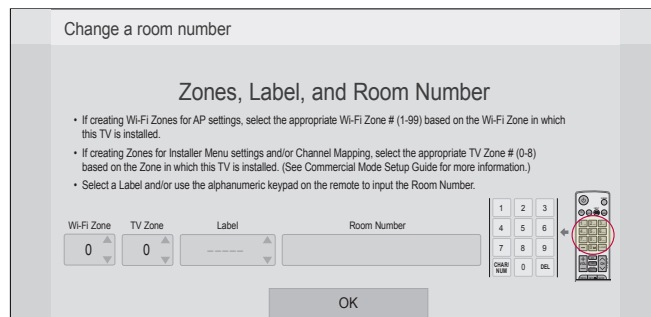 Change a room number
Zones, Label, and Room Number
• If creating Wi-Fi Zones for AP settings, select the appropriate Wi-Fi Zone # (1-99) based on the Wi-Fi Zone in which
this TV is installed.
• If creating Zones for Installer Menu settings and/or Channel Mapping, select the appropriate TV Zone # (0-8)
based on the Zone in which this TV is installed. (See Commercial Mode Setup Guide for more information.)
• Select a Label and/or use the alphanumeric keypad on the remote to input the Room Number.
Wi-Fi Zone TV Zone Label Room Number
0 0 -----
1 2 3
4 5 6
7 8 9
CHAR/
NUM 0 DEL
OK